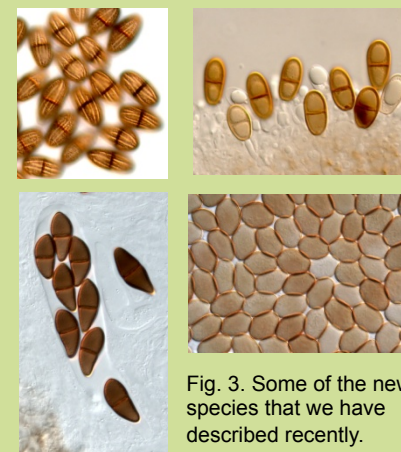 Fig. 3. Some of the new
species that we have
described recently.